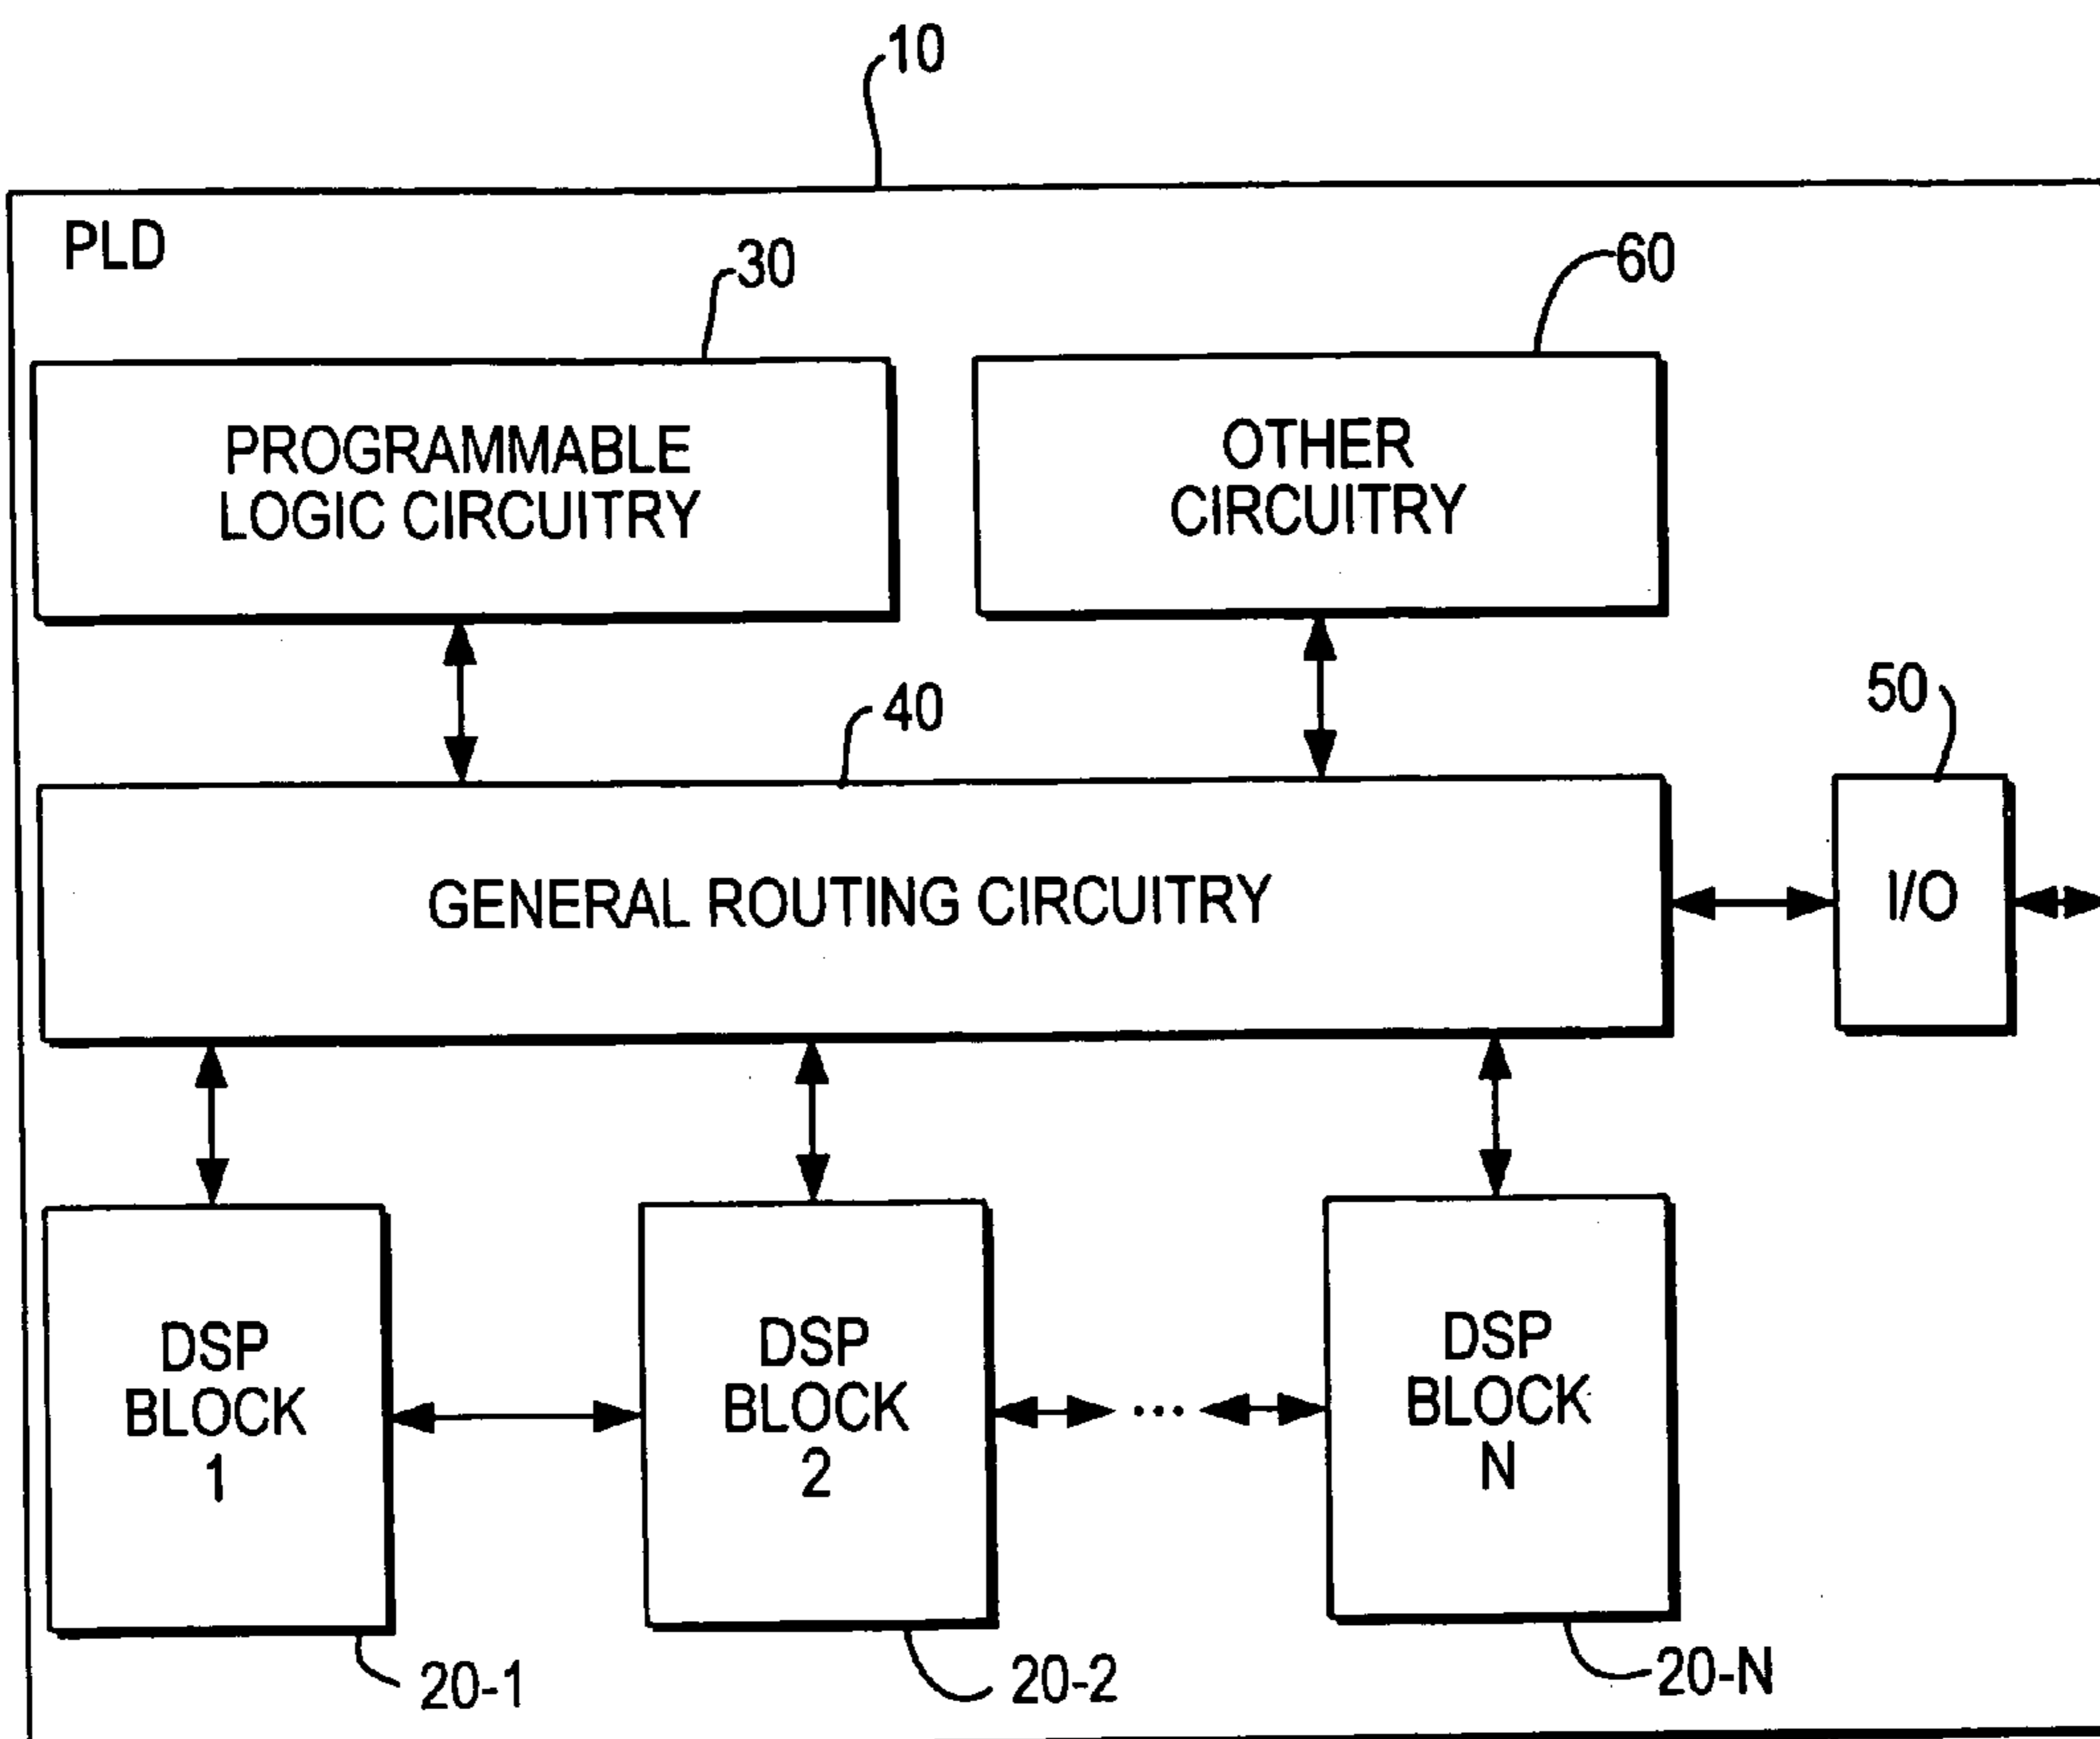 10
PLD
30
60
PROGRAMMABLE
LOGIC CIRCUITRY
OTHER
CIRCUITRY
40
50
GENERAL ROUTING CIRCUITRY
I/O
DSP
BLOCK
1
DSP
BLOCK
2
...
DSP
BLOCK
N
20-1
20-2
20-N